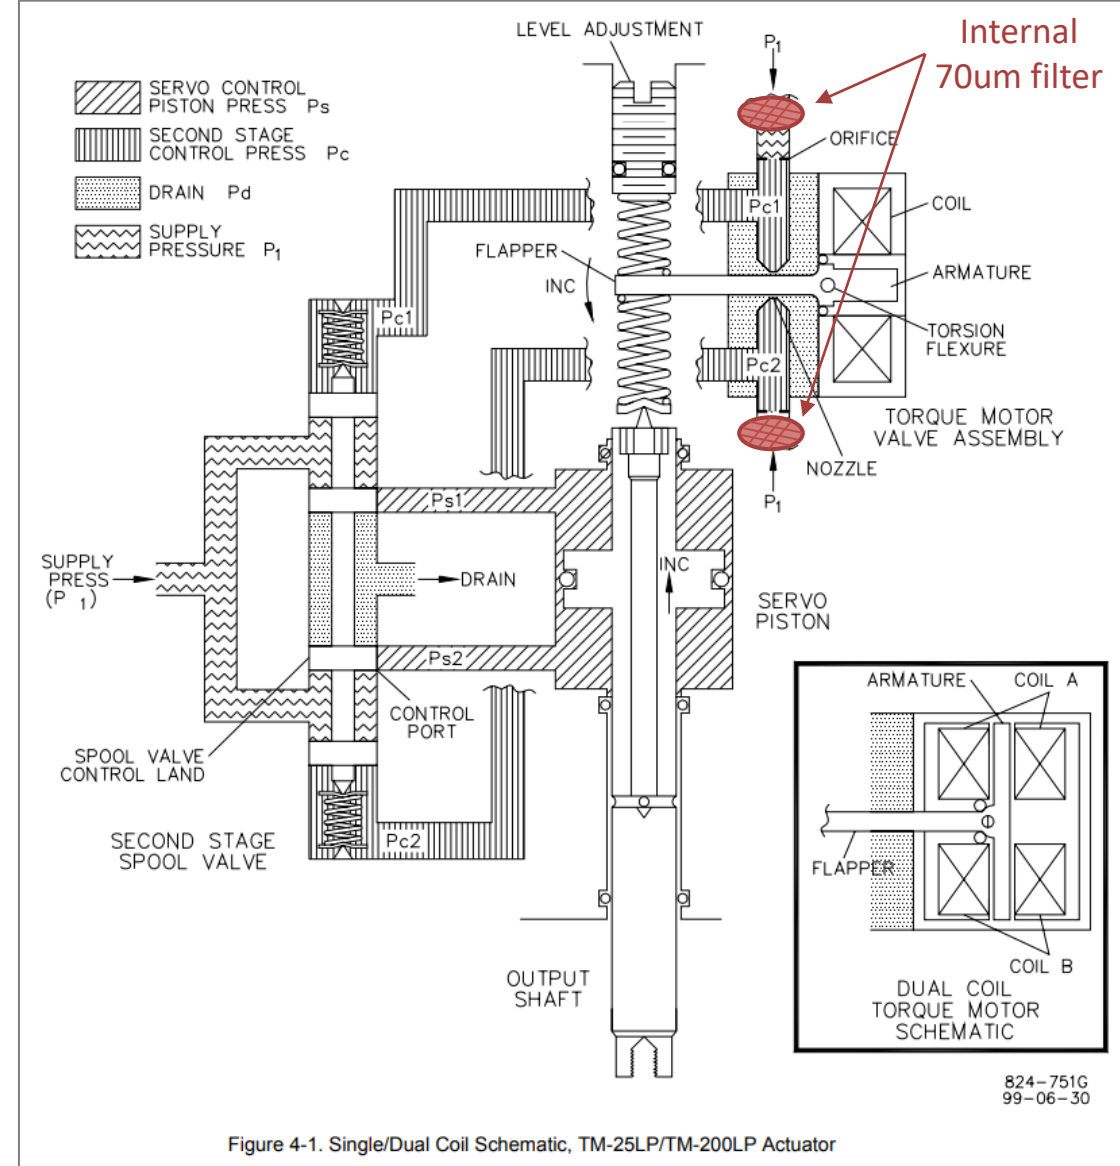 LEVEL ADJUSTMENT
P1
Internal
70um filter
SERVO CONTROL
PISTON PRESS Ps
SECOND STAGE
CONTROL PRESS Pc
DRAIN Pd
SUPPLY
PRESSURE P1
ORIFICE
Pc1
COIL
FLAPPER
INC
ARMATURE
TORSION
FLEXURE
Pc1
Pc2
TORQUE MOTOR
VALVE ASSEMBLY
NOZZLE
P1
Ps1
SUPPLY
PRESS
(P 1)
DRAIN
INC
SERVO
PISTON
Ps2
CONTROL
PORT
SPOOL VALVE
CONTROL LAND
SECOND STAGE
SPOOL VALVE
Pc2
OUTPUT
SHAFT
ARMATURE
COIL A
FLAPPER
COIL B
DUAL COIL
TORQUE MOTOR
SCHEMATIC
824-751G
99-06-30
Figure 4-1. Single/Dual Coil Schematic, TM-25LP/TM-200LP Actuator